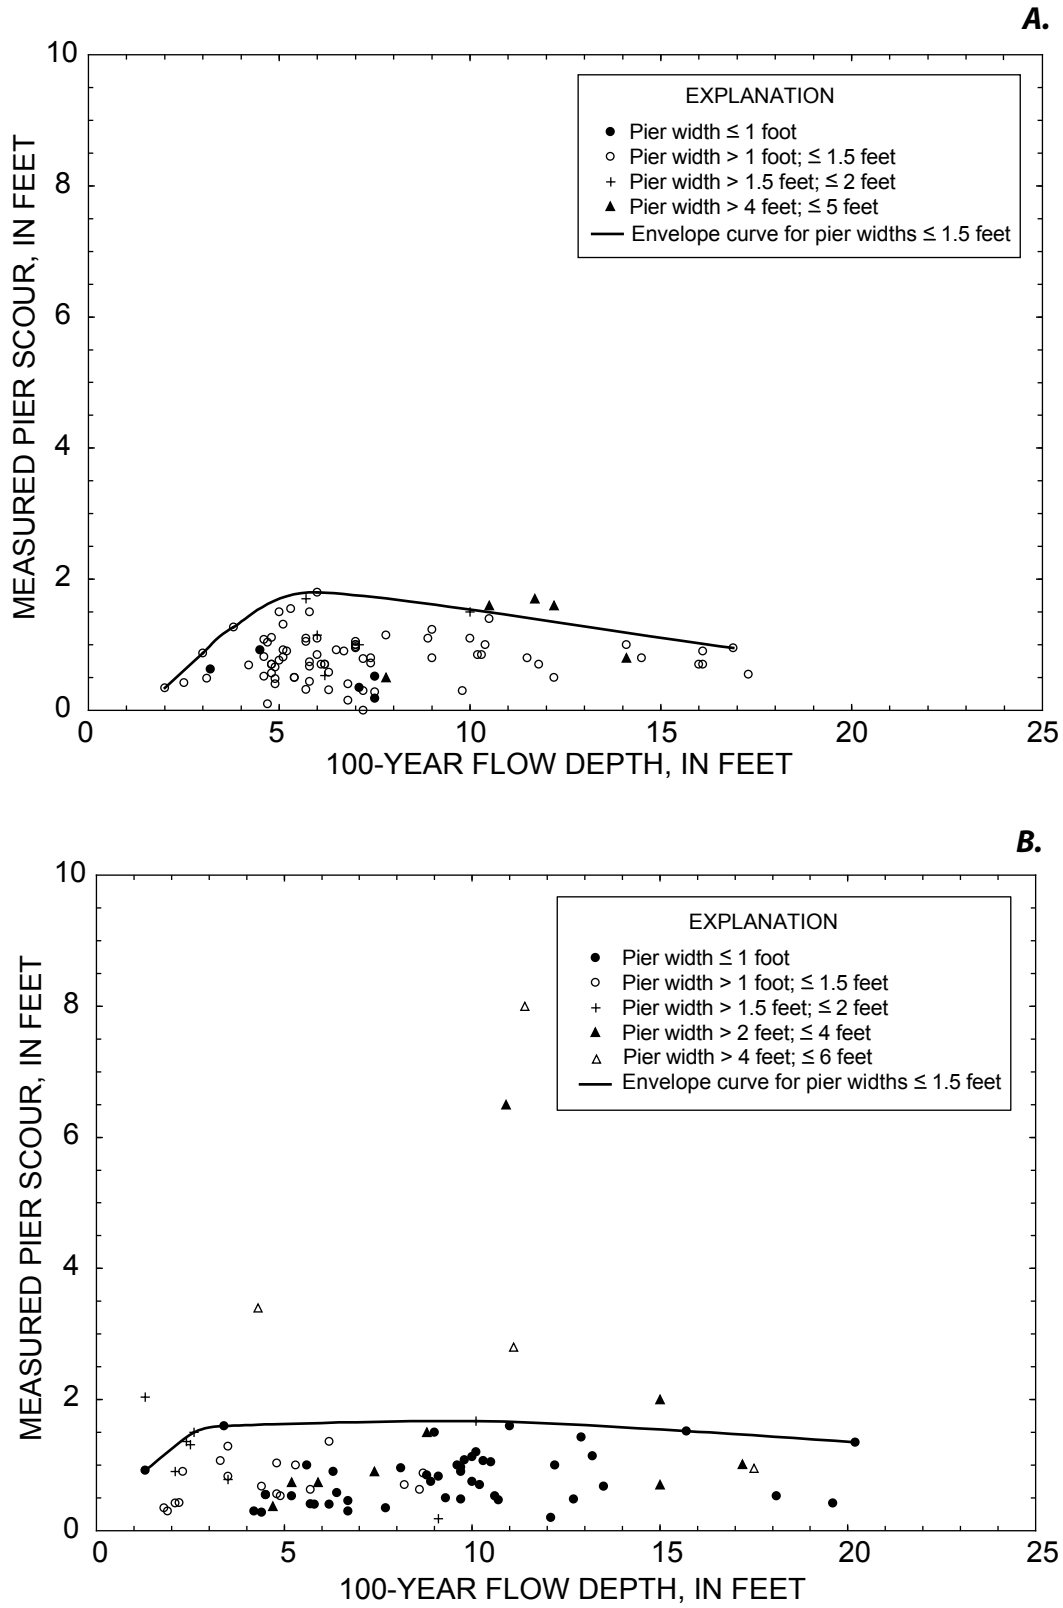 A.
10
8
6
4
2
0
MEASURED PIER SCOUR, IN FEET
EXPLANATION
Pier width ≤ 1 foot
Pier width > 1 foot; ≤ 1.5 feet
Pier width > 1.5 feet; ≤ 2 feet
Pier width > 4 feet; ≤ 5 feet
Envelope curve for pier widths ≤ 1.5 feet
0 5 10 15 20 25
100-YEAR FLOW DEPTH, IN FEET
B.
10
8
6
4
2
0
MEASURED PIER SCOUR, IN FEET
EXPLANATION
Pier width ≤ 1 foot
Pier width > 1 foot; ≤ 1.5 feet
Pier width > 1.5 feet; ≤ 2 feet
Pier width > 2 feet; ≤ 4 feet
Pier width > 4 feet; ≤ 6 feet
Envelope curve for pier widths ≤ 1.5 feet
0 5 10 15 20 25
100-YEAR FLOW DEPTH, IN FEET